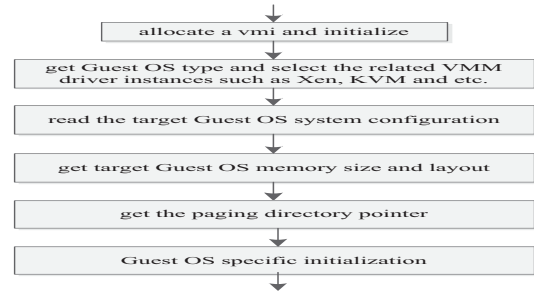 allocate a vmi and initialize
get Guest OS type and select the related VMM
driver instances such as Xen, KVM and etc.
read the target Guest OS system configuration
get target Guest OS memory size and layout
get the paging directory pointer
Guest OS specific initialization